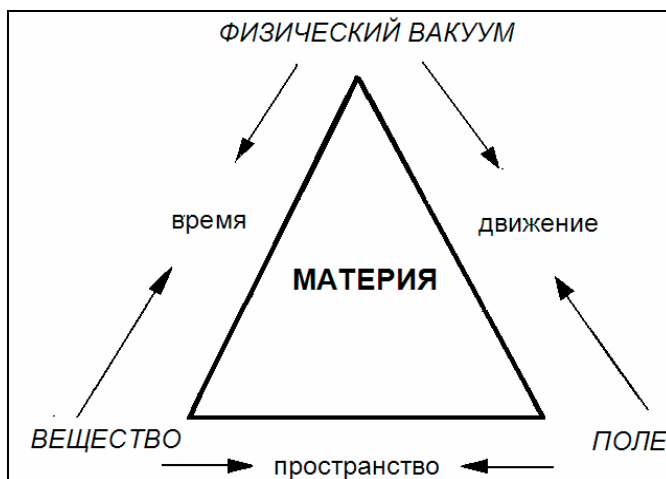 ФИЗИЧЕСКИЙ ВАКУУМ
время
движение
МАТЕРИЯ
ВЕЩЕСТВО
ПОЛЕ
пространство